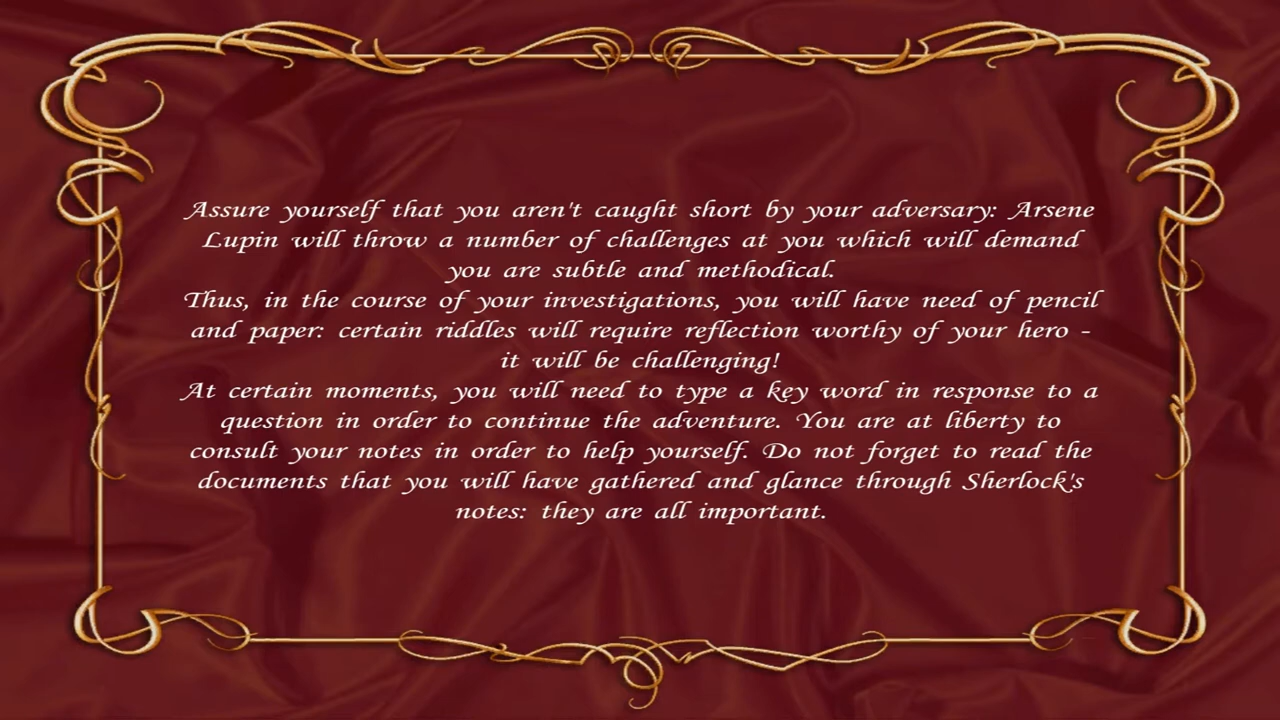 Assure yourself that you aren't caught short by your adversary: Arsene
Lupin will throw a number of challenges at you which will demand
you are subtle and methodical.
Thus, in the course of your investigations, you will have need of pencil
and paper: certain riddles will require reflection worthy of your hero -
it will be challenging!
At certain moments, you will need to type a key word in response to a
question in order to continue the adventure. You are at liberty to
consult your notes in order to help yourself. Do not forget to read the
documents that you will have gathered and glance through Sherlock's
notes: they are all important.